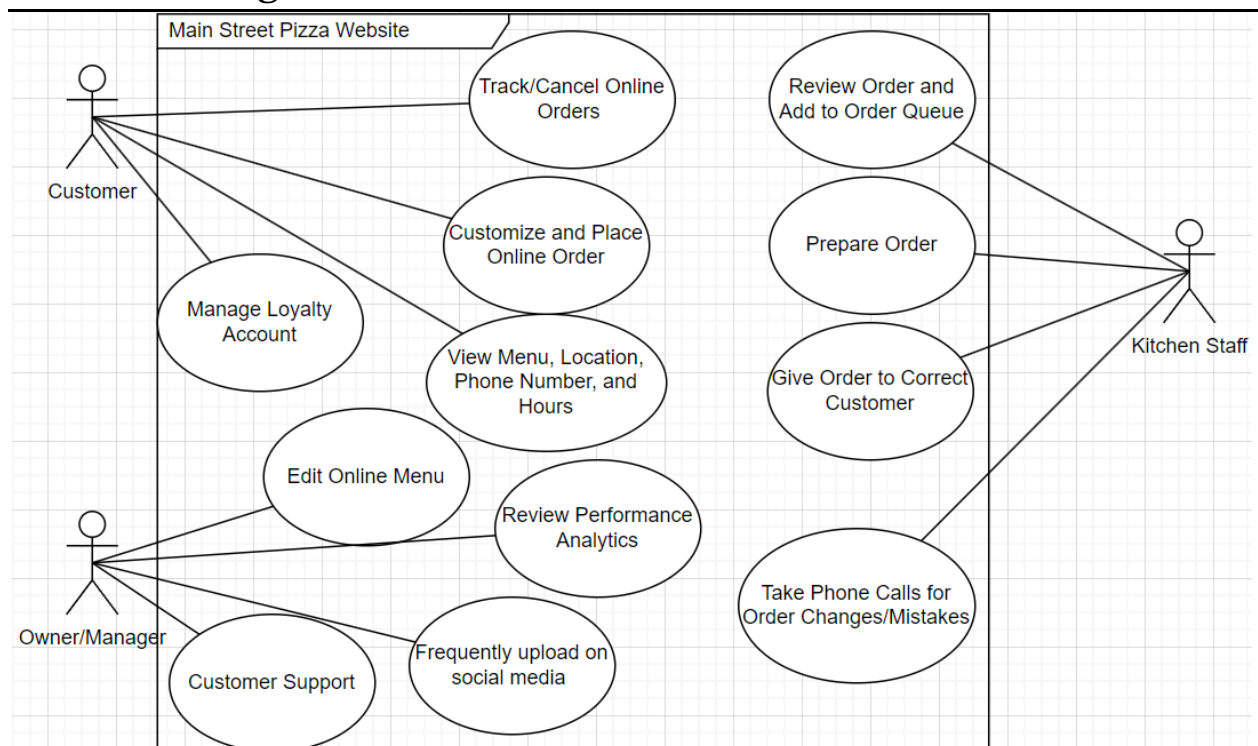 Main Street Pizza Website
Track/Cancel Online
Orders
Review Order and
Add to Order Queue
Customer
Customize and Place
Online Order
Prepare Order
Manage Loyalty
Account
View Menu, Location,
Phone Number, and
Hours
Kitchen Staff
Give Order to Correct
Customer
Edit Online Menu
Review Performance
Analytics
Take Phone Calls for
Order Changes/Mistakes
Owner/Manager
Customer Support
Frequently upload on
social media